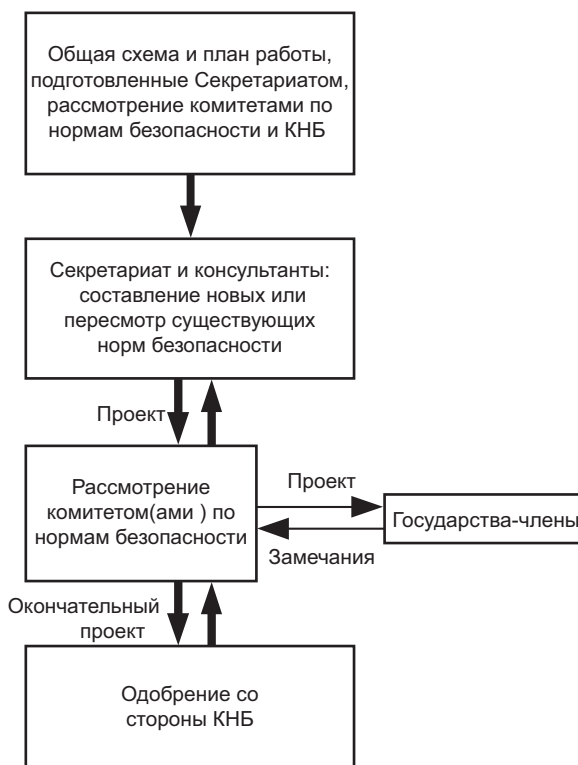 Общая схема и план работы,
подготовленные Секретариатом,
рассмотрение комитетами по
нормам безопасности и КНБ
Секретариат и консультанты:
составление новых или
пересмотр существующих
норм безопасности
Проект
Рассмотрение
комитетом(ами ) по
нормам безопасности
Проект
Государства-члены
Замечания
Окончательный
проект
Одобрение со
стороны КНБ